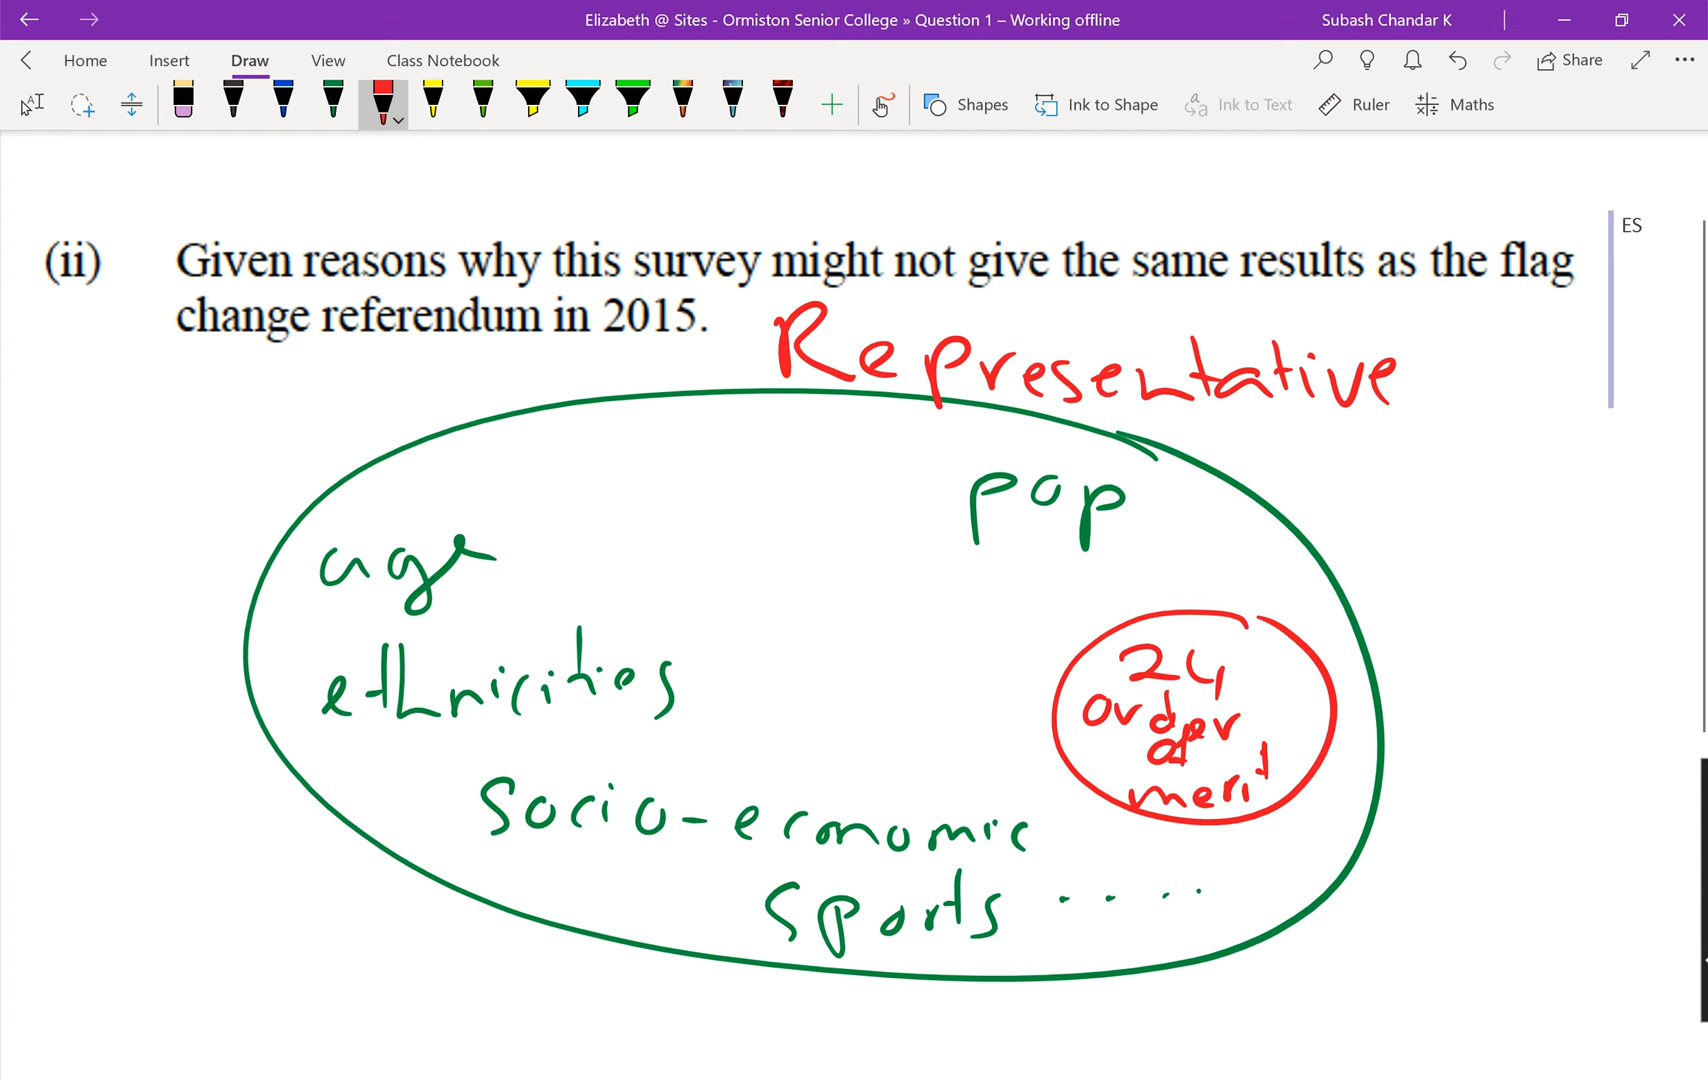 Elizabeth @ Sites - Ormiston Senior College » Question 1 – Working offline
Subash Chandar K
Home Insert Draw View Class Notebook
Share
Shapes Ink to Shape Ink to Text Ruler Maths
ES
(ii) Given reasons why this survey might not give the same results as the flag
change referendum in 2015.
Representative
pop
age
ethnicities
24
order
of
merit
Socio-economic
sports ....